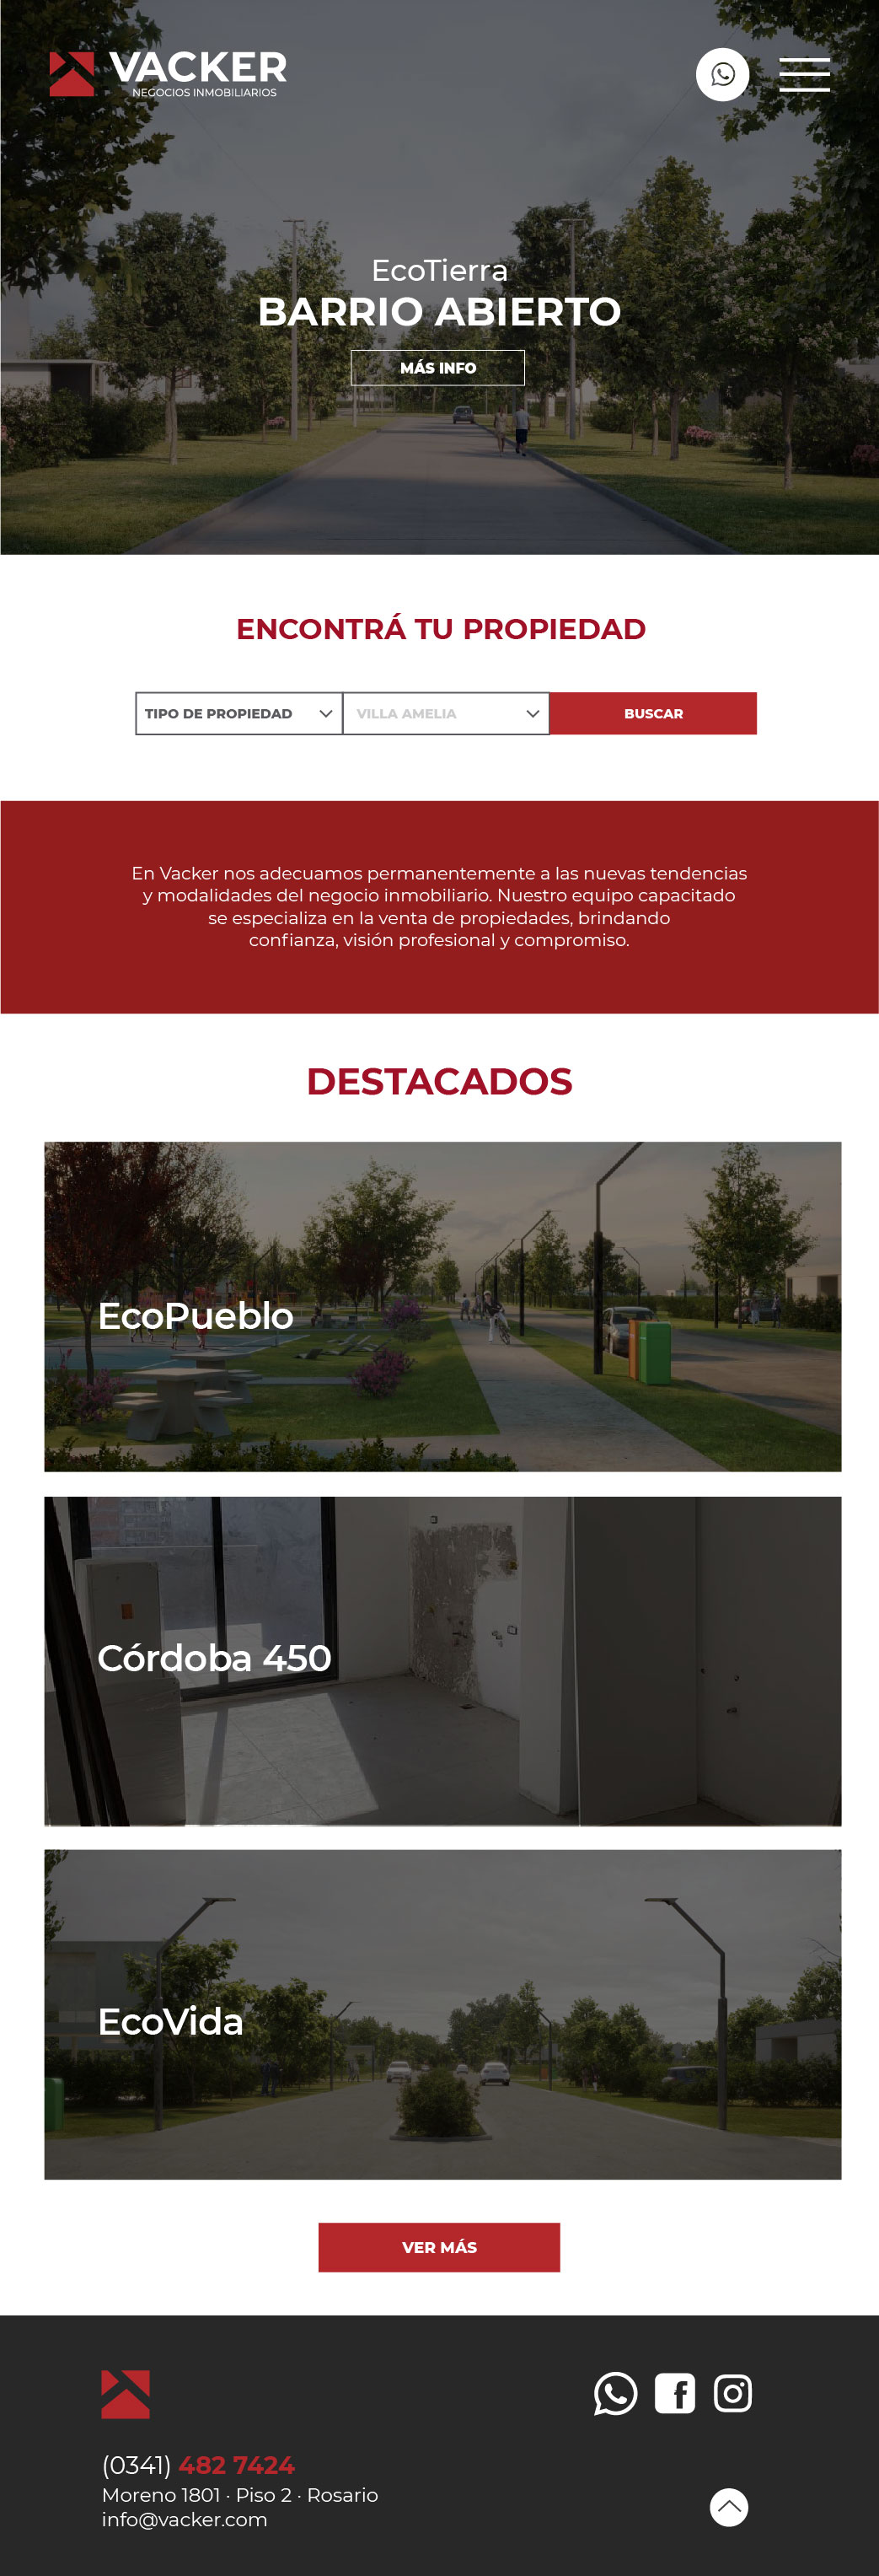 VACKER
NEGOCIOS INMOBILIARIOS
EcoTierra
BARRIO ABIERTO
MÁS INFO
ENCONTRÁ TU PROPIEDAD
TIPO DE PROPIEDAD
VILLA AMELIA
BUSCAR
En Vacker nos adecuamos permanentemente a las nuevas tendencias
y modalidades del negocio inmobiliario. Nuestro equipo capacitado
se especializa en la venta de propiedades, brindando
confianza, visión profesional y compromiso.
DESTACADOS
EcoPueblo
Córdoba 450
EcoVida
VER MÁS
(0341) 482 7424
Moreno 1801 · Piso 2 · Rosario
info@vacker.com